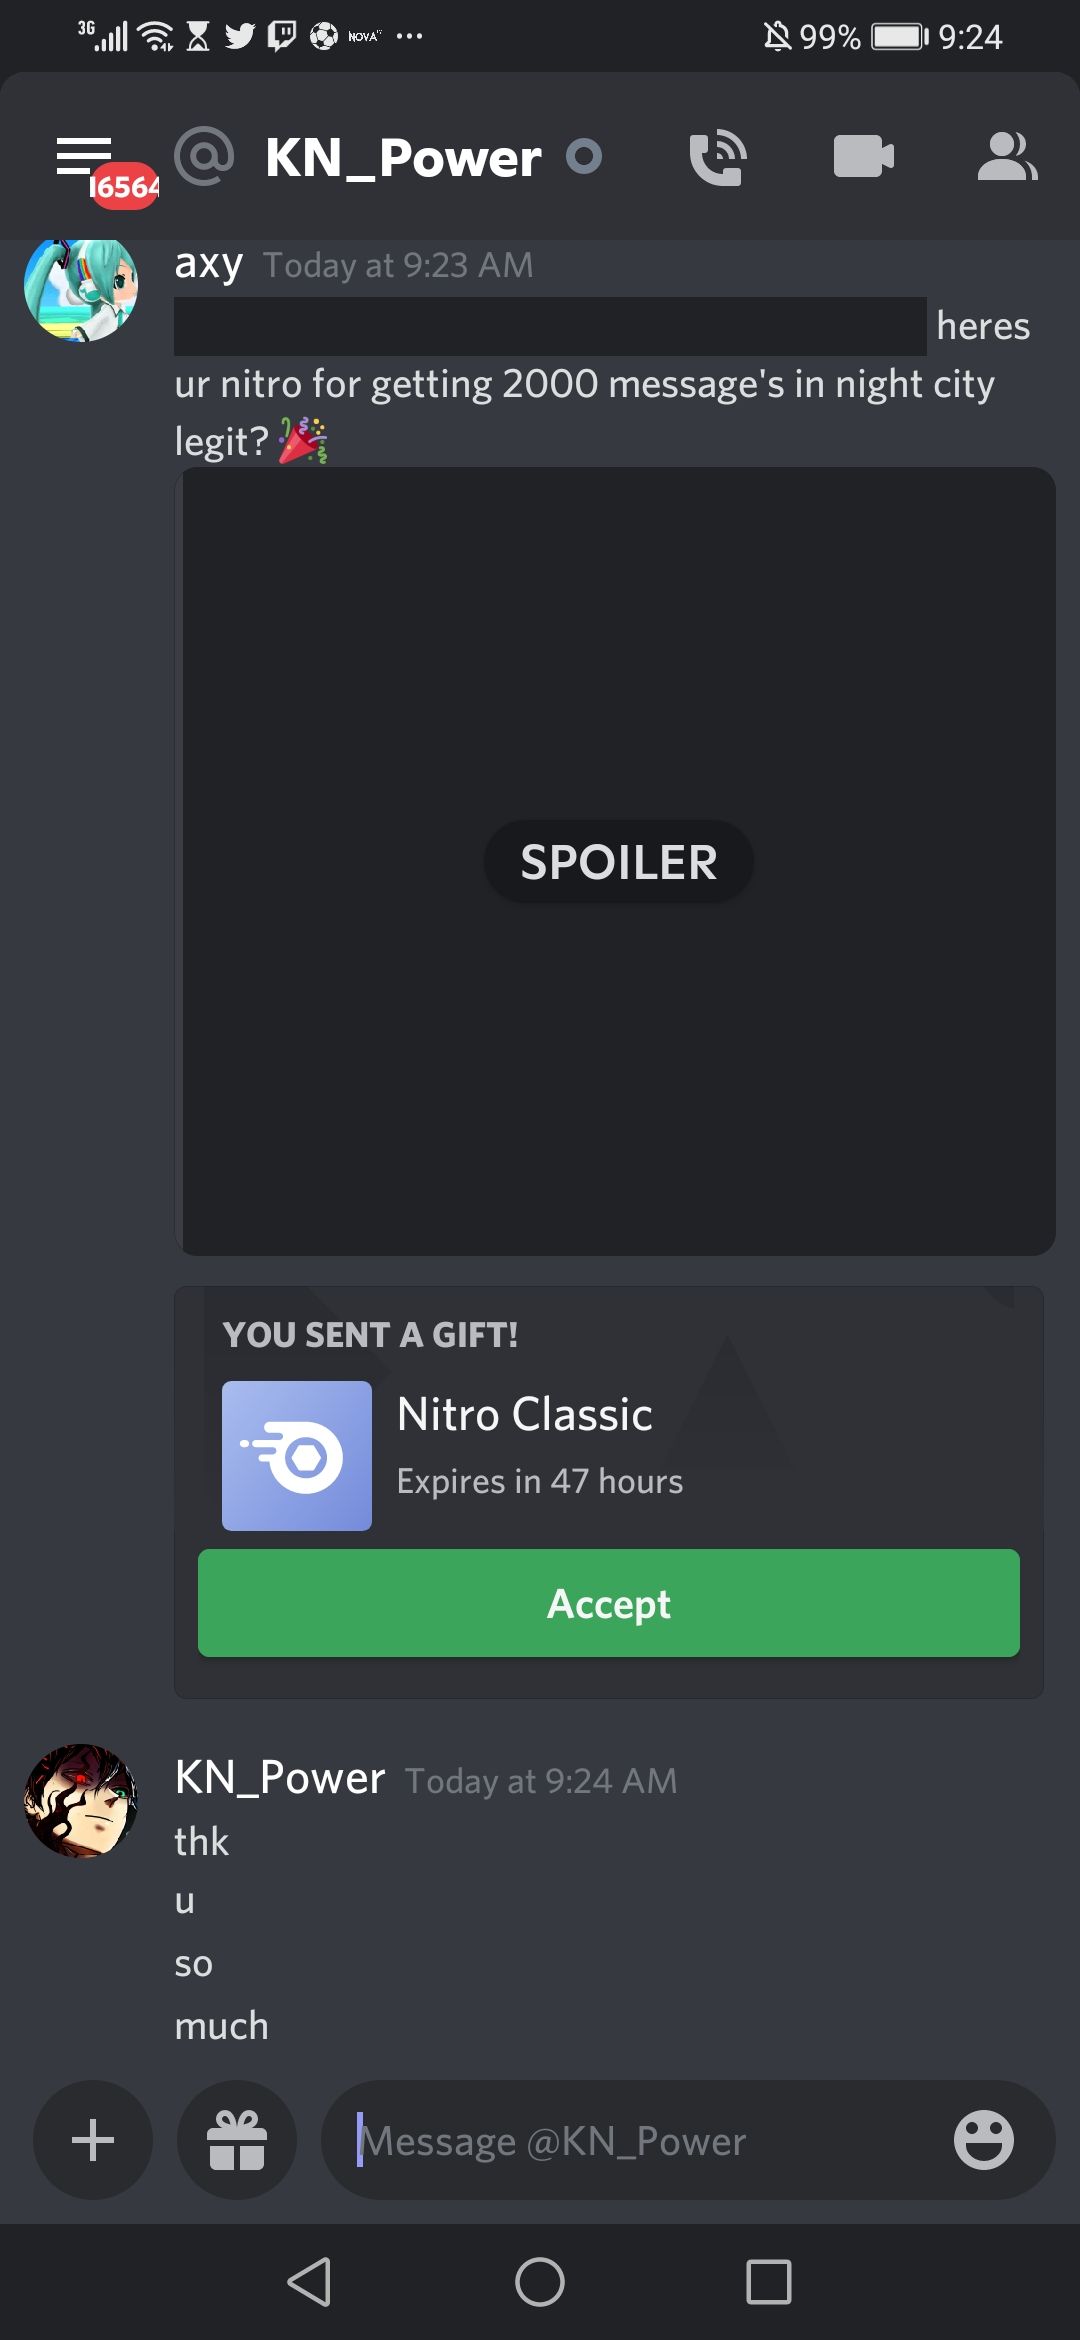 3G 99% 9:24
NOVA
16564 KN_Power
axy Today at 9:23 AM
heres
ur nitro for getting 2000 message's in night city
legit? 🎉
SPOILER
YOU SENT A GIFT!
Nitro Classic
Expires in 47 hours
Accept
KN_Power Today at 9:24 AM
thk
u
so
much
Message @KN_Power